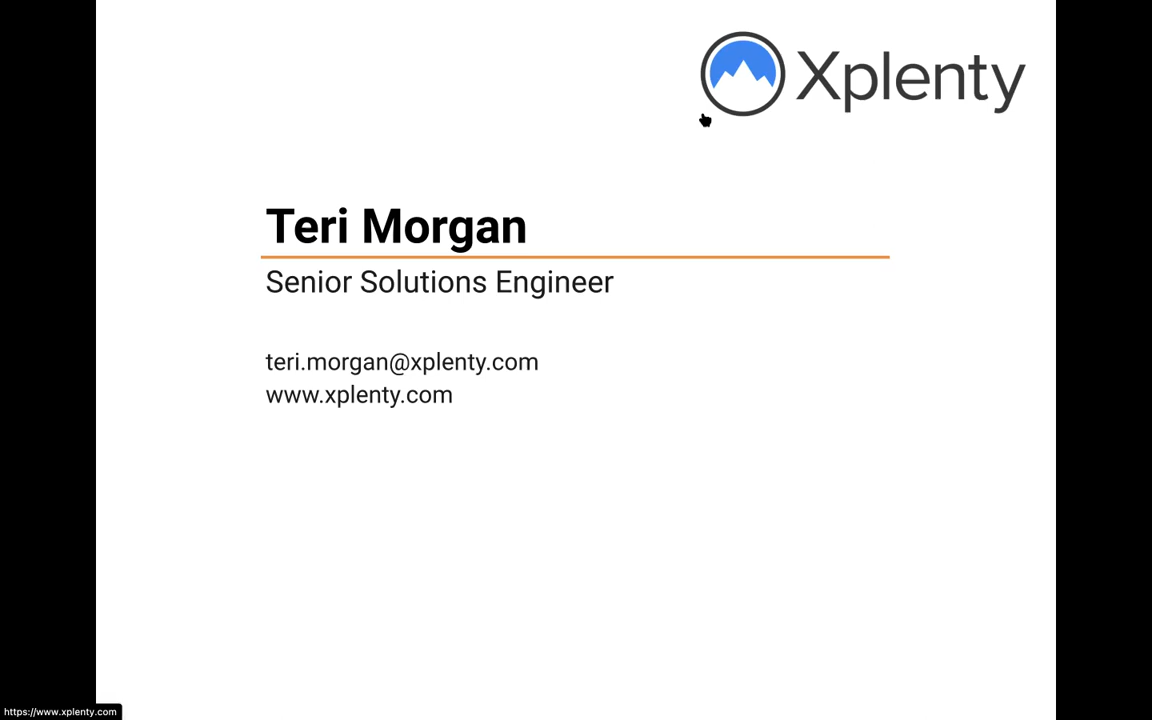 Xplenty
Teri Morgan
Senior Solutions Engineer
teri.morgan@xplenty.com
www.xplenty.com
https://www.xplenty.com